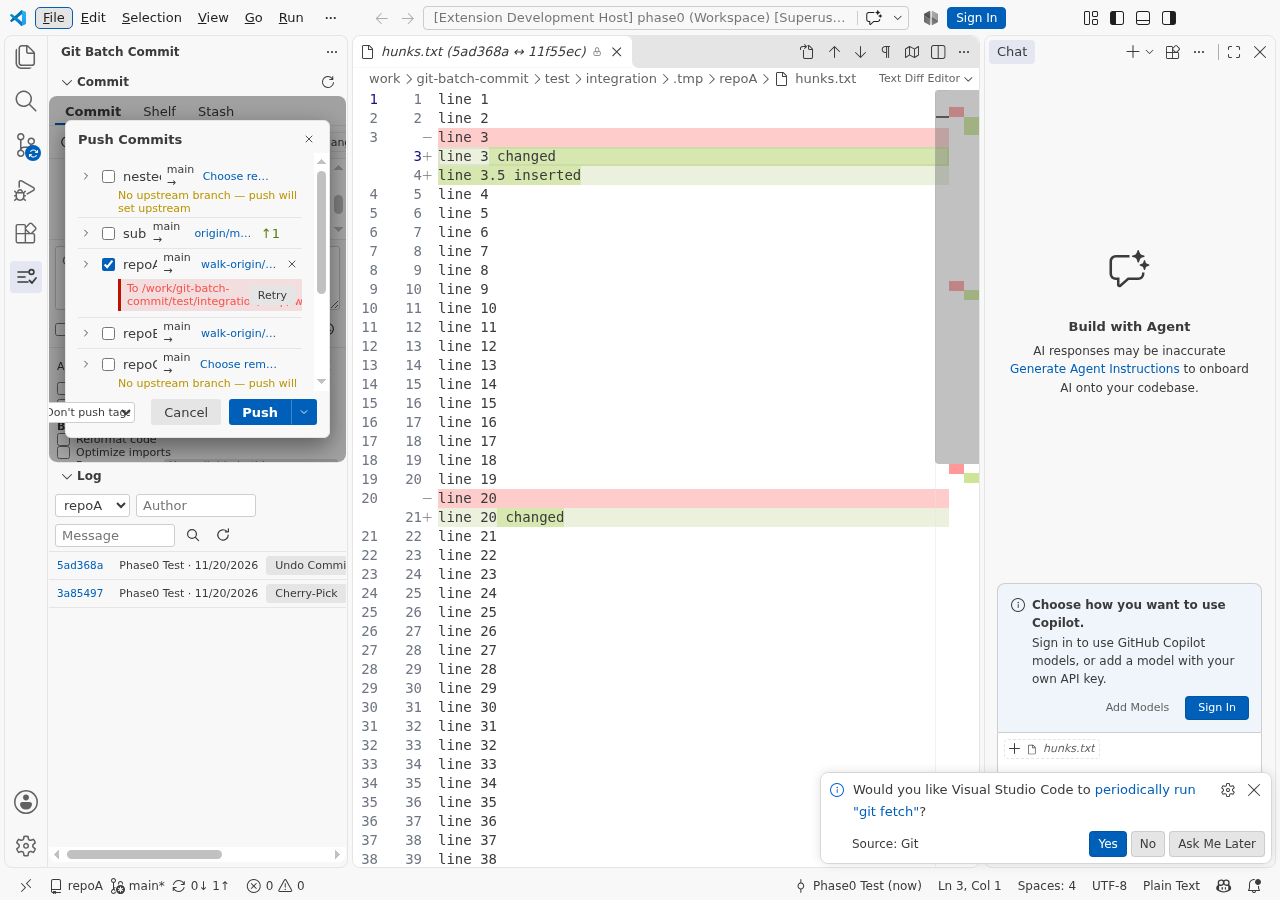 File Edit Selection View Go Run ···
[Extension Development Host] phase0 (Workspace) [Superus...
Sign In
Git Batch Commit
Commit
Commit Shelf Stash
Push Commits
main
→
Choose re...
No upstream branch — push will
set upstream
sub main
→
origin/m... ↑1
repoA main
→
walk-origin/...
To /work/git-batch-
commit/test/integratio
Retry
main
→
walk-origin/...
main
→
Choose rem...
No upstream branch — push will
Don't push tags
Cancel
Push
Reformat code
Optimize imports
Log
repoA
Author
Message
5ad368a Phase0 Test · 11/20/2026 Undo Commi
3a85497 Phase0 Test · 11/20/2026 Cherry-Pick
hunks.txt (5ad368a ↔ 11f55ec)
work > git-batch-commit > test > integration > .tmp > repoA > hunks.txt
Text Diff Editor
1 1 line 1
2 2 line 2
3 — line 3
3+ line 3 changed
4+ line 3.5 inserted
4 5 line 4
5 6 line 5
6 7 line 6
7 8 line 7
8 9 line 8
9 10 line 9
10 11 line 10
11 12 line 11
12 13 line 12
13 14 line 13
14 15 line 14
15 16 line 15
16 17 line 16
17 18 line 17
18 19 line 18
19 20 line 19
20 — line 20
21+ line 20 changed
21 22 line 21
22 23 line 22
23 24 line 23
24 25 line 24
25 26 line 25
26 27 line 26
27 28 line 27
28 29 line 28
29 30 line 29
30 31 line 30
31 32 line 31
32 33 line 32
33 34 line 33
34 35 line 34
35 36 line 35
36 37 line 36
37 38 line 37
38 39 line 38
Chat
Build with Agent
AI responses may be inaccurate
Generate Agent Instructions to onboard
AI onto your codebase.
Choose how you want to use
Copilot.
Sign in to use GitHub Copilot
models, or add a model with your
own API key.
Add Models
Sign In
hunks.txt
Would you like Visual Studio Code to periodically run
"git fetch"?
Source: Git
Yes
No
Ask Me Later
repoA main* 0↓ 1↑ 0 0
Phase0 Test (now) Ln 3, Col 1 Spaces: 4 UTF-8 Plain Text